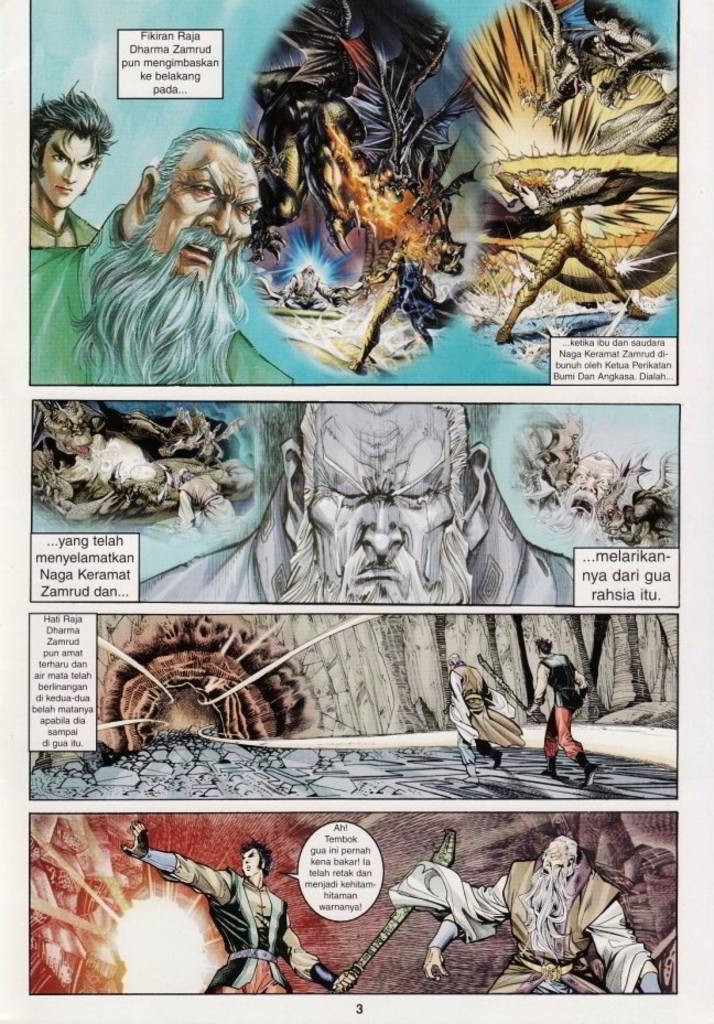 Fikiran Raja
Dharma Zamrud
pun mengimbaskan
ke belakang
pada...
...ketika ibu dan saudara
Naga Keramat Zamrud di-
bunuh oleh Ketua Perikatan
Bumi Dan Angkasa. Dialah...
...yang telah
menyelamatkan
Naga Keramat
Zamrud dan...
...melarikan-
nya dari gua
rahsia itu.
Hati Raja
Dharma
Zamrud
pun amat
terharu dan
air mata telah
berlinangan
di kedua-dua
belah matanya
apabila dia
sampai
di gua itu.
Ah!
Tembok
gua ini pernah
kena bakar! Ia
telah retak dan
menjadi kehitam-
hitaman
warnanya!
3